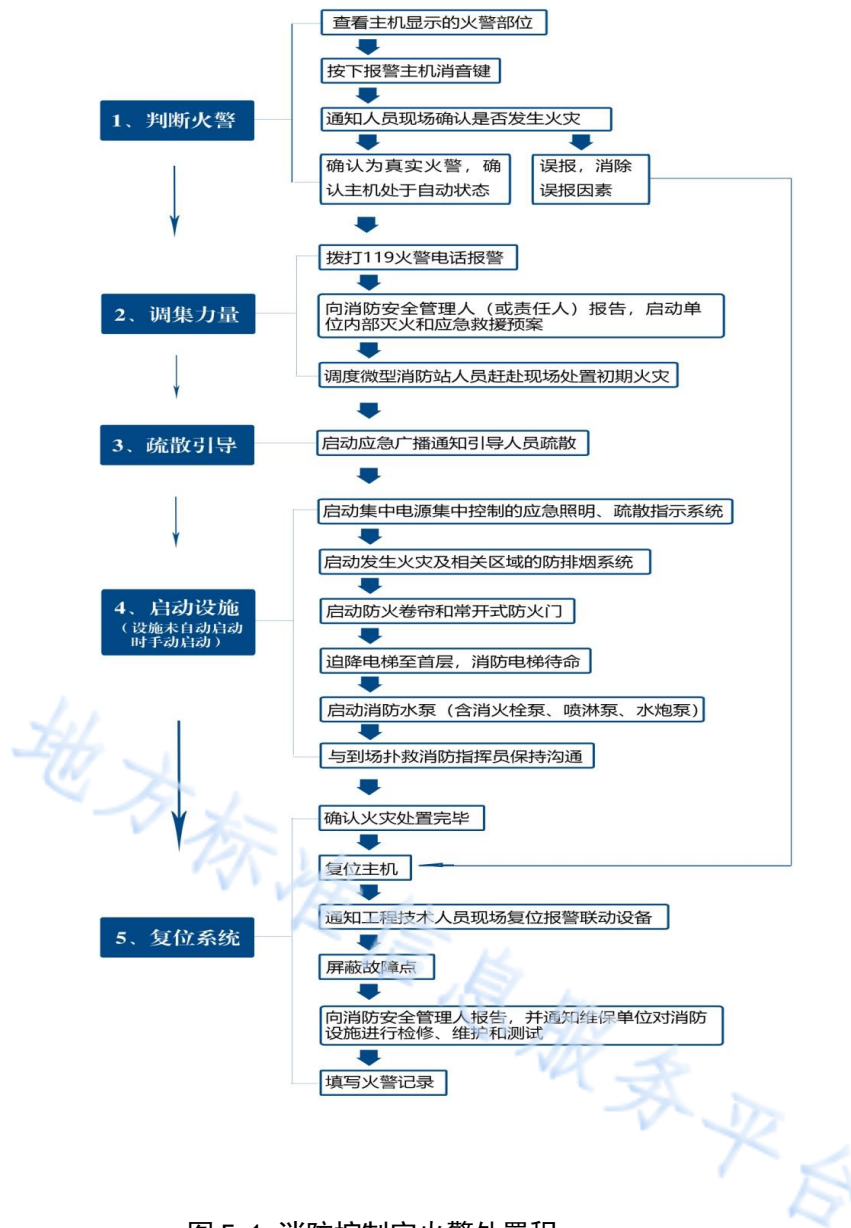 查看主机显示的火警部位
按下报警主机消音键
1、判断火警
通知人员现场确认是否发生火灾
确认为真实火警，确
认主机处于自动状态
误报，消除
误报因素
拨打119火警电话报警
2、调集力量
向消防安全管理人（或责任人）报告，启动单
位内部灭火和应急救援预案
调度微型消防站人员赶赴现场处置初期火灾
3、疏散引导
启动应急广播通知引导人员疏散
启动集中电源集中控制的应急照明、疏散指示系统
启动发生火灾及相关区域的防排烟系统
4、启动设施
（设施未自动启动
时手动启动）
启动防火卷帘和常开式防火门
迫降电梯至首层，消防电梯待命
启动消防水泵（含消火栓泵、喷淋泵、水炮泵）
与到场扑救消防指挥员保持沟通
确认火灾处置完毕
复位主机
5、复位系统
通知工程技术人员现场复位报警联动设备
屏蔽故障点
向消防安全管理人报告，并通知维保单位对消防
设施进行检修、维护和测试
填写火警记录
地方标准信息服务平台
图 5-1 消防控制室火警处置程